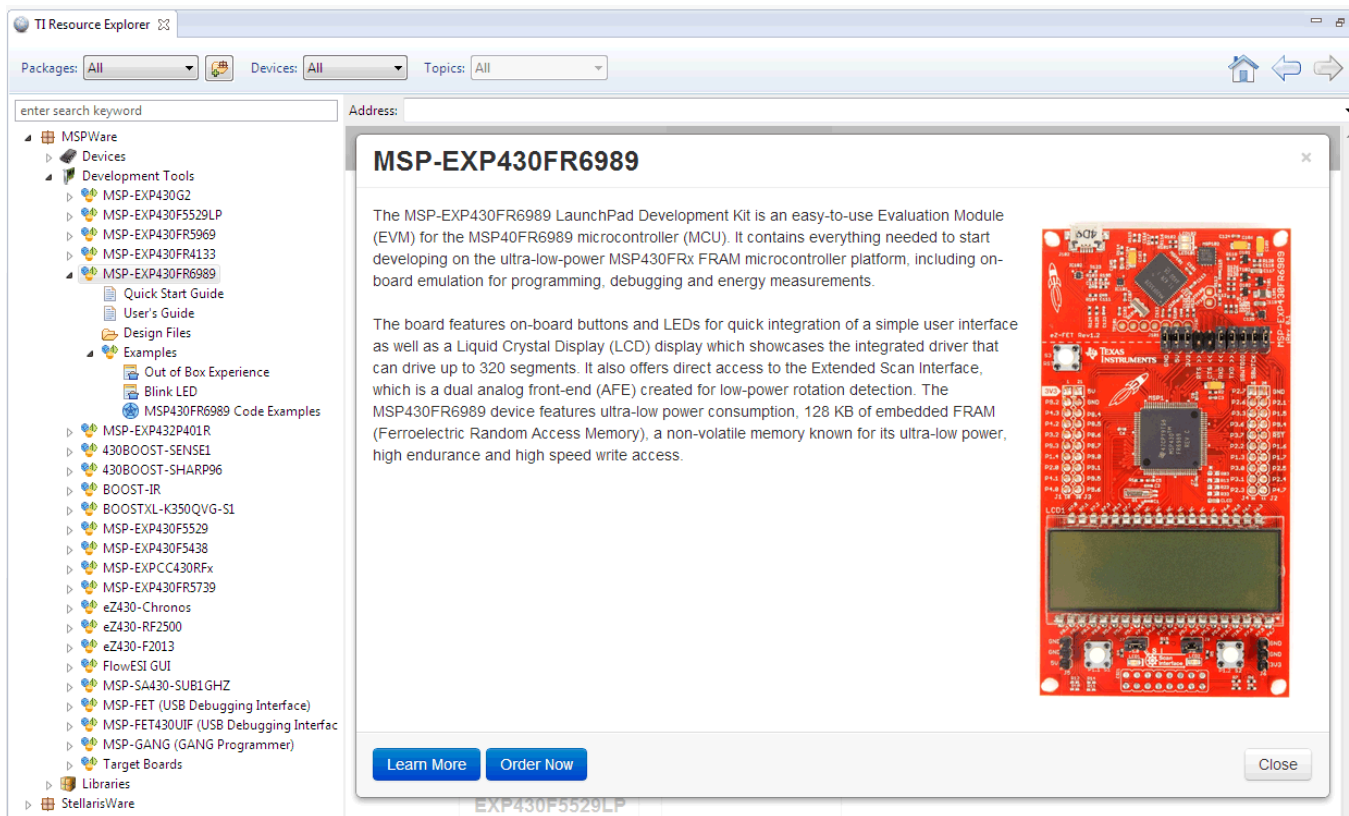 TI Resource Explorer
Packages: All Devices: All Topics: All
enter search keyword
Address:
MSPWare
Devices
Development Tools
MSP-EXP430G2
MSP-EXP430F5529LP
MSP-EXP430FR5969
MSP-EXP430FR4133
MSP-EXP430FR6989
Quick Start Guide
User's Guide
Design Files
Examples
Out of Box Experience
Blink LED
MSP430FR6989 Code Examples
MSP-EXP432P401R
430BOOST-SENSE1
430BOOST-SHARP96
BOOST-IR
BOOSTXL-K350QVG-S1
MSP-EXP430F5529
MSP-EXP430F5438
MSP-EXPCC430RFx
MSP-EXP430FR5739
eZ430-Chronos
eZ430-RF2500
eZ430-F2013
FlowESI GUI
MSP-SA430-SUB1GHZ
MSP-FET (USB Debugging Interface)
MSP-FET430UIF (USB Debugging Interfac
MSP-GANG (GANG Programmer)
Target Boards
Libraries
StellarisWare
MSP-EXP430FR6989
The MSP-EXP430FR6989 LaunchPad Development Kit is an easy-to-use Evaluation Module
(EVM) for the MSP40FR6989 microcontroller (MCU). It contains everything needed to start
developing on the ultra-low-power MSP430FRx FRAM microcontroller platform, including on-
board emulation for programming, debugging and energy measurements.
The board features on-board buttons and LEDs for quick integration of a simple user interface
as well as a Liquid Crystal Display (LCD) display which showcases the integrated driver that
can drive up to 320 segments. It also offers direct access to the Extended Scan Interface,
which is a dual analog front-end (AFE) created for low-power rotation detection. The
MSP430FR6989 device features ultra-low power consumption, 128 KB of embedded FRAM
(Ferroelectric Random Access Memory), a non-volatile memory known for its ultra-low power,
high endurance and high speed write access.
MSP-EXP430FR6989
TEXAS
INSTRUMENTS
LCD1
Learn More
Order Now
Close
EXP430F5529LP